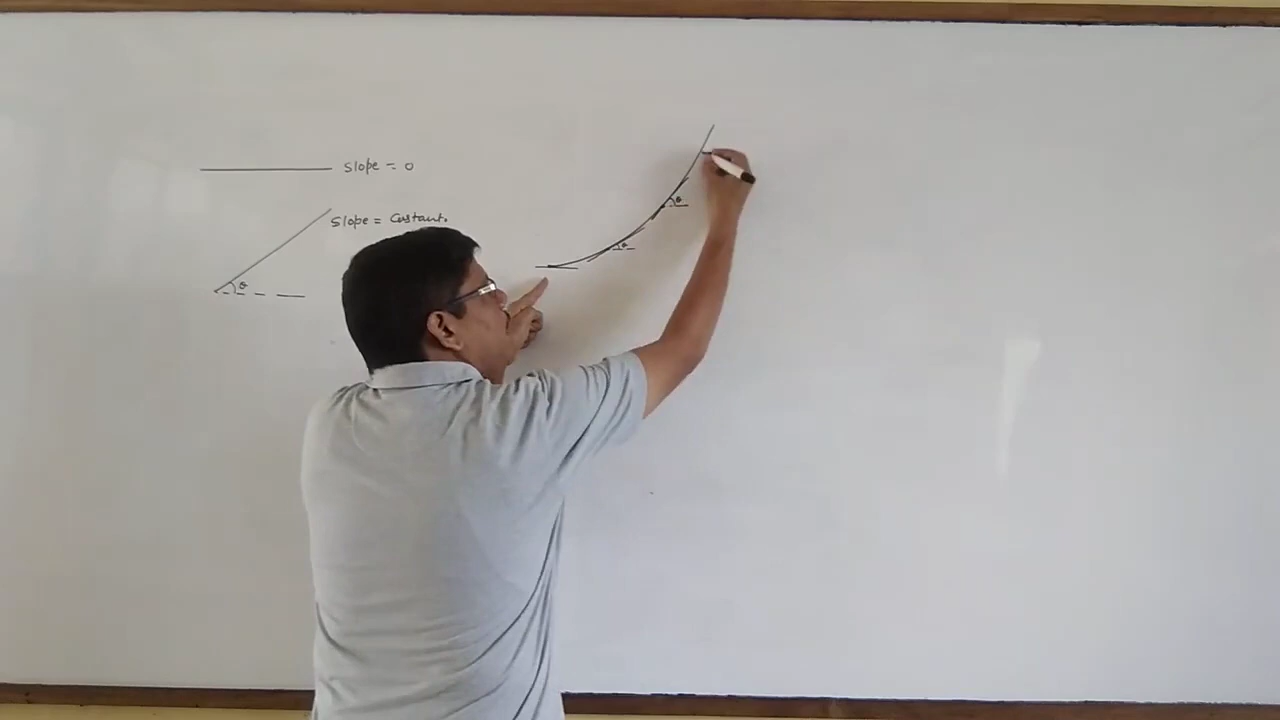 Slope = 0
Slope = Constant.
θ
θ
θ